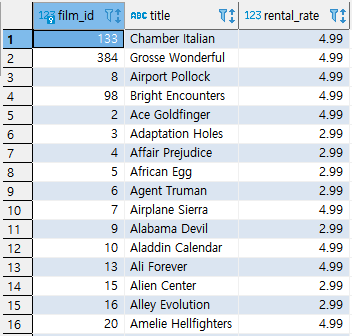 123 film_id ABC title 123 rental_rate
1 133 Chamber Italian 4.99
2 384 Grosse Wonderful 4.99
3 8 Airport Pollock 4.99
4 98 Bright Encounters 4.99
5 2 Ace Goldfinger 4.99
6 3 Adaptation Holes 2.99
7 4 Affair Prejudice 2.99
8 5 African Egg 2.99
9 6 Agent Truman 2.99
10 7 Airplane Sierra 4.99
11 9 Alabama Devil 2.99
12 10 Aladdin Calendar 4.99
13 13 Ali Forever 4.99
14 15 Alien Center 2.99
15 16 Alley Evolution 2.99
16 20 Amelie Hellfighters 4.99